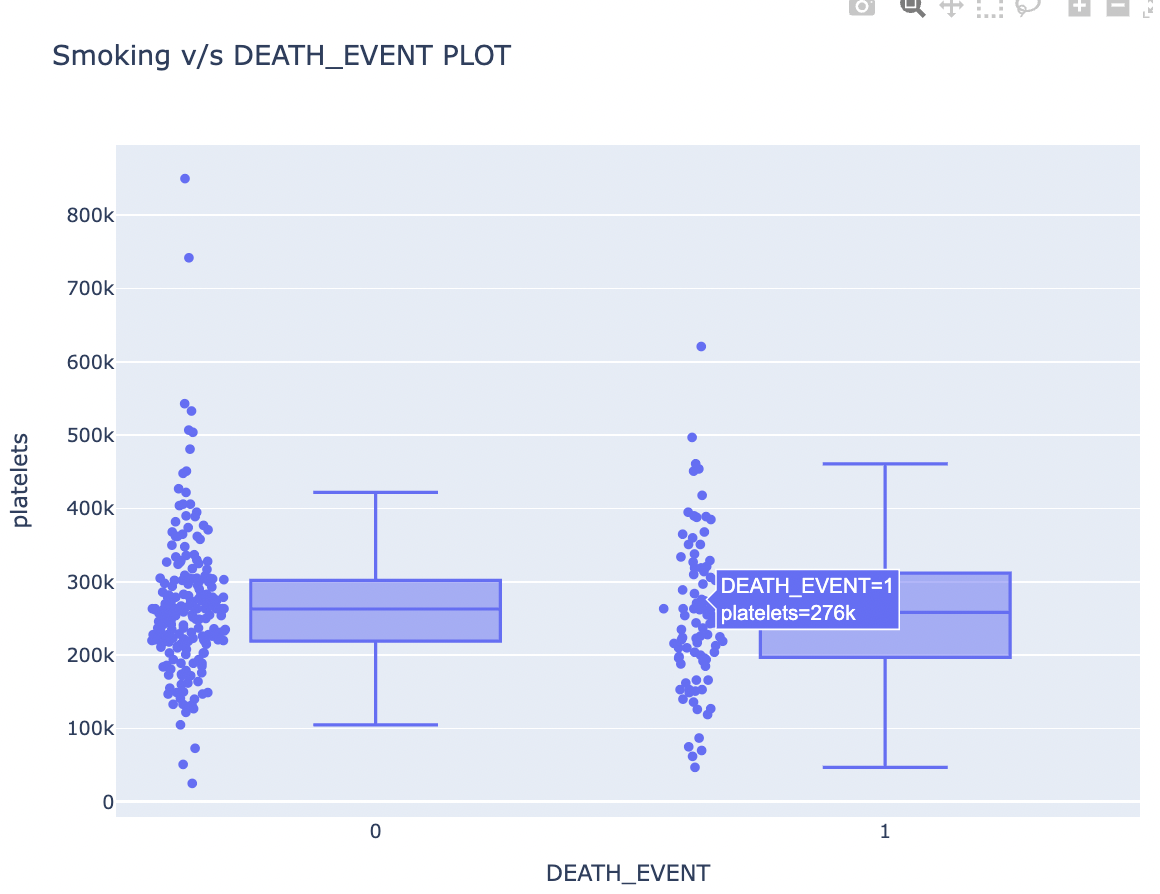 Smoking v/s DEATH_EVENT PLOT
800k
700k
600k
500k
400k
300k
200k
100k
0
platelets
DEATH_EVENT=1
platelets=276k
0
1
DEATH_EVENT